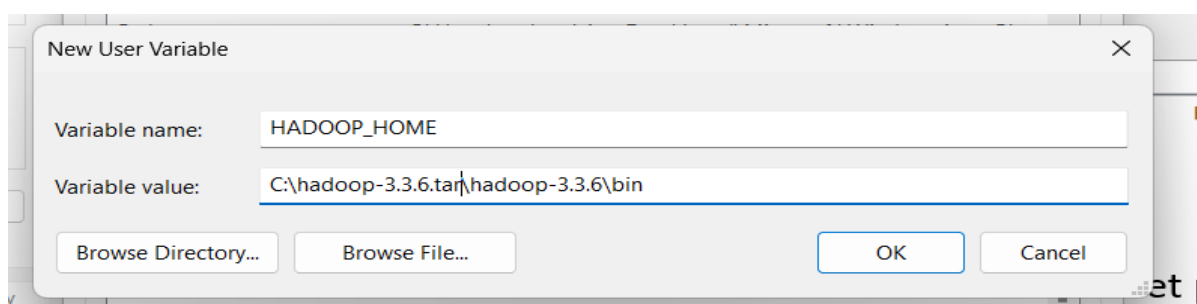 New User Variable
Variable name: HADOOP_HOME
Variable value: C:\hadoop-3.3.6.tar\hadoop-3.3.6\bin
Browse Directory... Browse File... OK Cancel
et